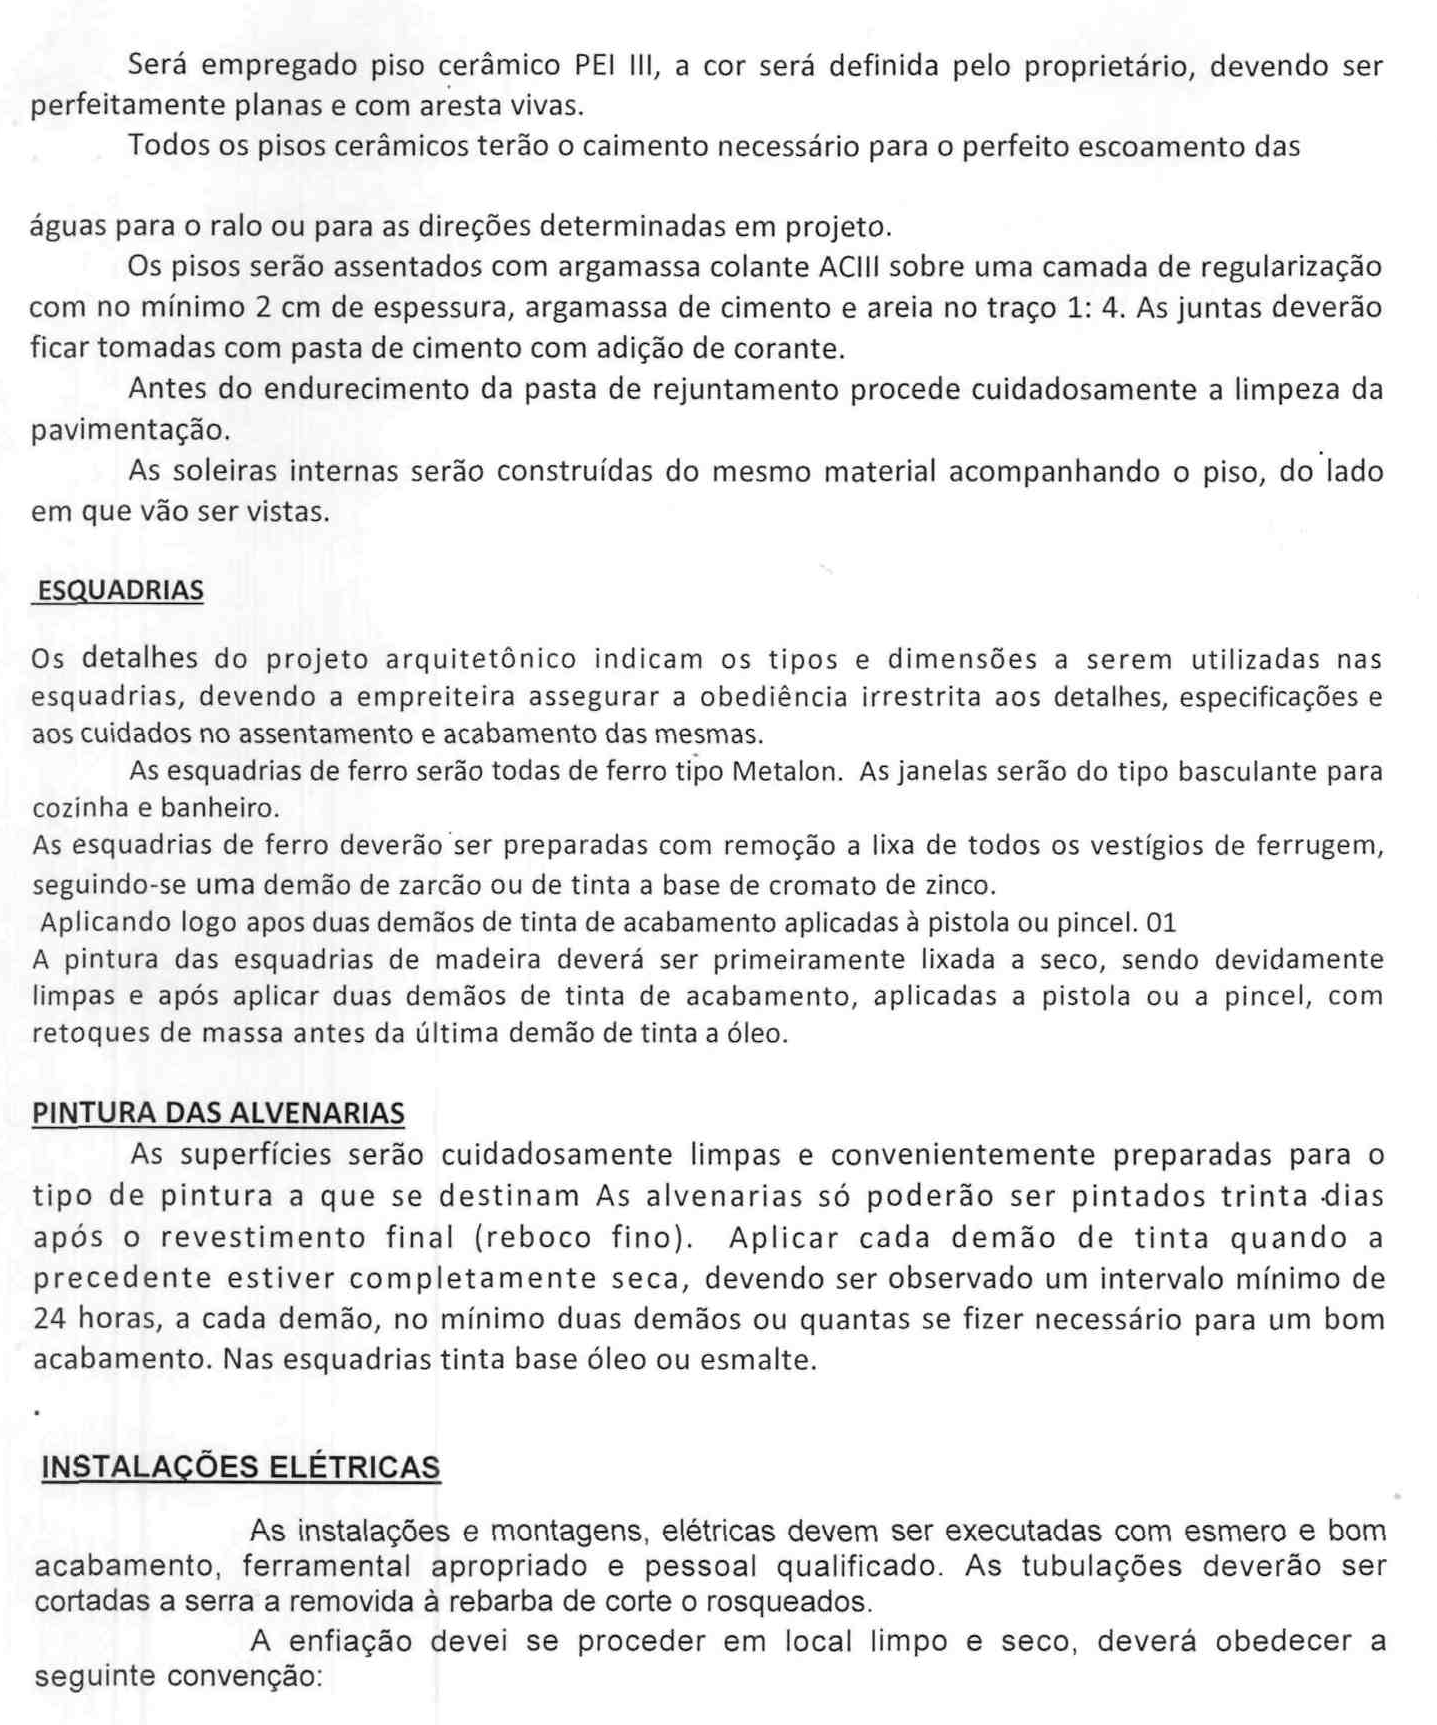 Será empregado piso cerâmico PEI III, a cor será definida pelo proprietário, devendo ser
perfeitamente planas e com aresta vivas.
Todos os pisos cerâmicos terão o caimento necessário para o perfeito escoamento das
águas para o ralo ou para as direções determinadas em projeto.
Os pisos serão assentados com argamassa colante ACIII sobre uma camada de regularização
com no mínimo 2 cm de espessura, argamassa de cimento e areia no traço 1: 4. As juntas deverão
ficar tomadas com pasta de cimento com adição de corante.
Antes do endurecimento da pasta de rejuntamento procede cuidadosamente a limpeza da
pavimentação.
As soleiras internas serão construídas do mesmo material acompanhando o piso, do lado
em que vão ser vistas.
ESQUADRIAS
Os detalhes do projeto arquitetônico indicam os tipos e dimensões a serem utilizadas nas
esquadrias, devendo a empreiteira assegurar a obediência irrestrita aos detalhes, especificações e
aos cuidados no assentamento e acabamento das mesmas.
As esquadrias de ferro serão todas de ferro tipo Metalon. As janelas serão do tipo basculante para
cozinha e banheiro.
As esquadrias de ferro deverão ser preparadas com remoção a lixa de todos os vestígios de ferrugem,
seguindo-se uma demão de zarcão ou de tinta a base de cromato de zinco.
Aplicando logo apos duas demãos de tinta de acabamento aplicadas à pistola ou pincel. 01
A pintura das esquadrias de madeira deverá ser primeiramente lixada a seco, sendo devidamente
limpas e após aplicar duas demãos de tinta de acabamento, aplicadas a pistola ou a pincel, com
retoques de massa antes da última demão de tinta a óleo.
PINTURA DAS ALVENARIAS
As superfícies serão cuidadosamente limpas e convenientemente preparadas para o
tipo de pintura a que se destinam As alvenarias só poderão ser pintados trinta dias
após o revestimento final (reboco fino). Aplicar cada demão de tinta quando a
precedente estiver completamente seca, devendo ser observado um intervalo mínimo de
24 horas, a cada demão, no mínimo duas demãos ou quantas se fizer necessário para um bom
acabamento. Nas esquadrias tinta base óleo ou esmalte.
.
INSTALAÇÕES ELÉTRICAS
As instalações e montagens, elétricas devem ser executadas com esmero e bom
acabamento, ferramental apropriado e pessoal qualificado. As tubulações deverão ser
cortadas a serra a removida à rebarba de corte o rosqueados.
A enfiação devei se proceder em local limpo e seco, deverá obedecer a
seguinte convenção: